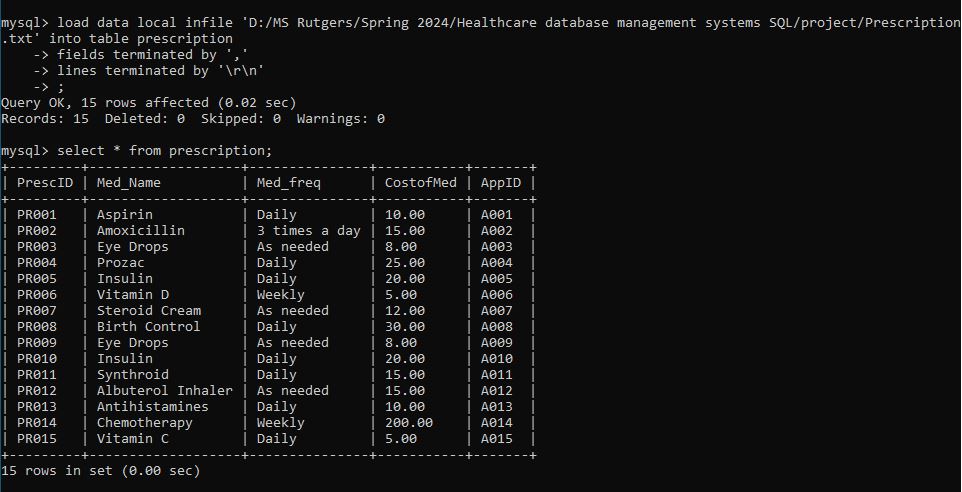 mysql> load data local infile 'D:/MS Rutgers/Spring 2024/Healthcare database management systems SQL/project/Prescription
.txt' into table prescription
    -> fields terminated by ','
    -> lines terminated by '\r\n'
    -> ;
Query OK, 15 rows affected (0.02 sec)
Records: 15  Deleted: 0  Skipped: 0  Warnings: 0

mysql> select * from prescription;
+---------+-------------------+---------------+-----------+-------+
| PrescID | Med_Name          | Med_freq      | CostofMed | AppID |
+---------+-------------------+---------------+-----------+-------+
| PR001   | Aspirin           | Daily         | 10.00     | A001  |
| PR002   | Amoxicillin       | 3 times a day | 15.00     | A002  |
| PR003   | Eye Drops         | As needed     | 8.00      | A003  |
| PR004   | Prozac            | Daily         | 25.00     | A004  |
| PR005   | Insulin           | Daily         | 20.00     | A005  |
| PR006   | Vitamin D         | Weekly        | 5.00      | A006  |
| PR007   | Steroid Cream     | As needed     | 12.00     | A007  |
| PR008   | Birth Control     | Daily         | 30.00     | A008  |
| PR009   | Eye Drops         | As needed     | 8.00      | A009  |
| PR010   | Insulin           | Daily         | 20.00     | A010  |
| PR011   | Synthroid         | Daily         | 15.00     | A011  |
| PR012   | Albuterol Inhaler | As needed     | 15.00     | A012  |
| PR013   | Antihistamines    | Daily         | 10.00     | A013  |
| PR014   | Chemotherapy      | Weekly        | 200.00    | A014  |
| PR015   | Vitamin C         | Daily         | 5.00      | A015  |
+---------+-------------------+---------------+-----------+-------+
15 rows in set (0.00 sec)